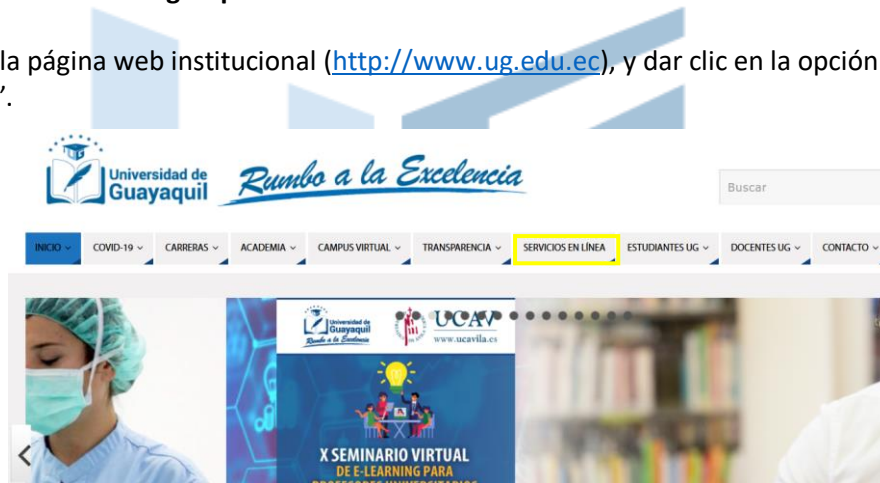 la página web institucional (http://www.ug.edu.ec), y dar clic en la opción
”.
Universidad de
Guayaquil
Rumbo a la Excelencia
Buscar
INICIO COVID-19 CARRERAS ACADEMIA CAMPUS VIRTUAL TRANSPARENCIA SERVICIOS EN LÍNEA ESTUDIANTES UG DOCENTES UG CONTACTO
Universidad de
Guayaquil
Rumbo a la Excelencia
UCAV
www.ucavila.es
X SEMINARIO VIRTUAL
DE E-LEARNING PARA
PROFESORES UNIVERSITARIOS